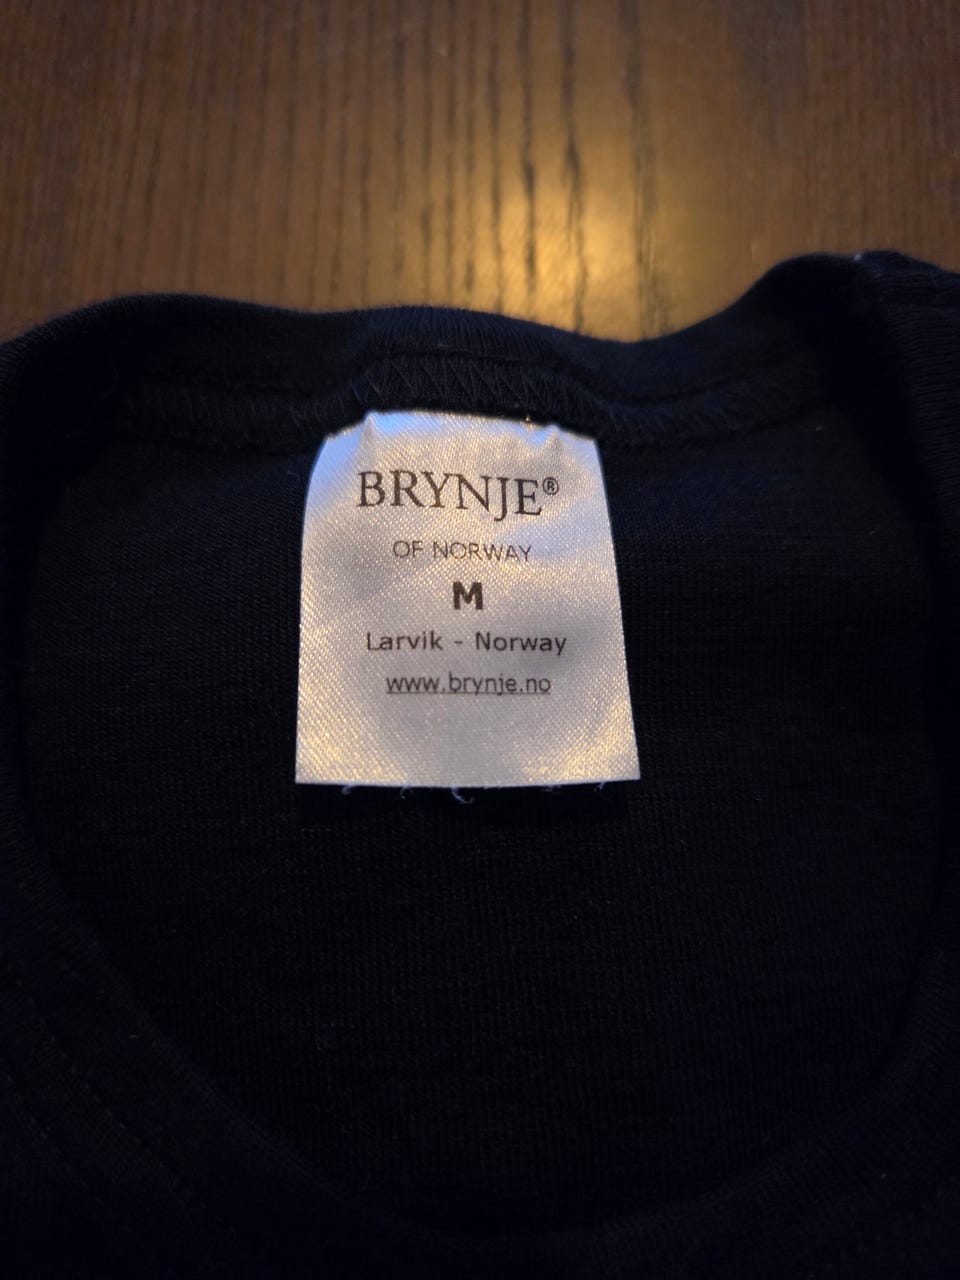 BRYNJE®
OF NORWAY
M
Larvik - Norway
www.brynje.no